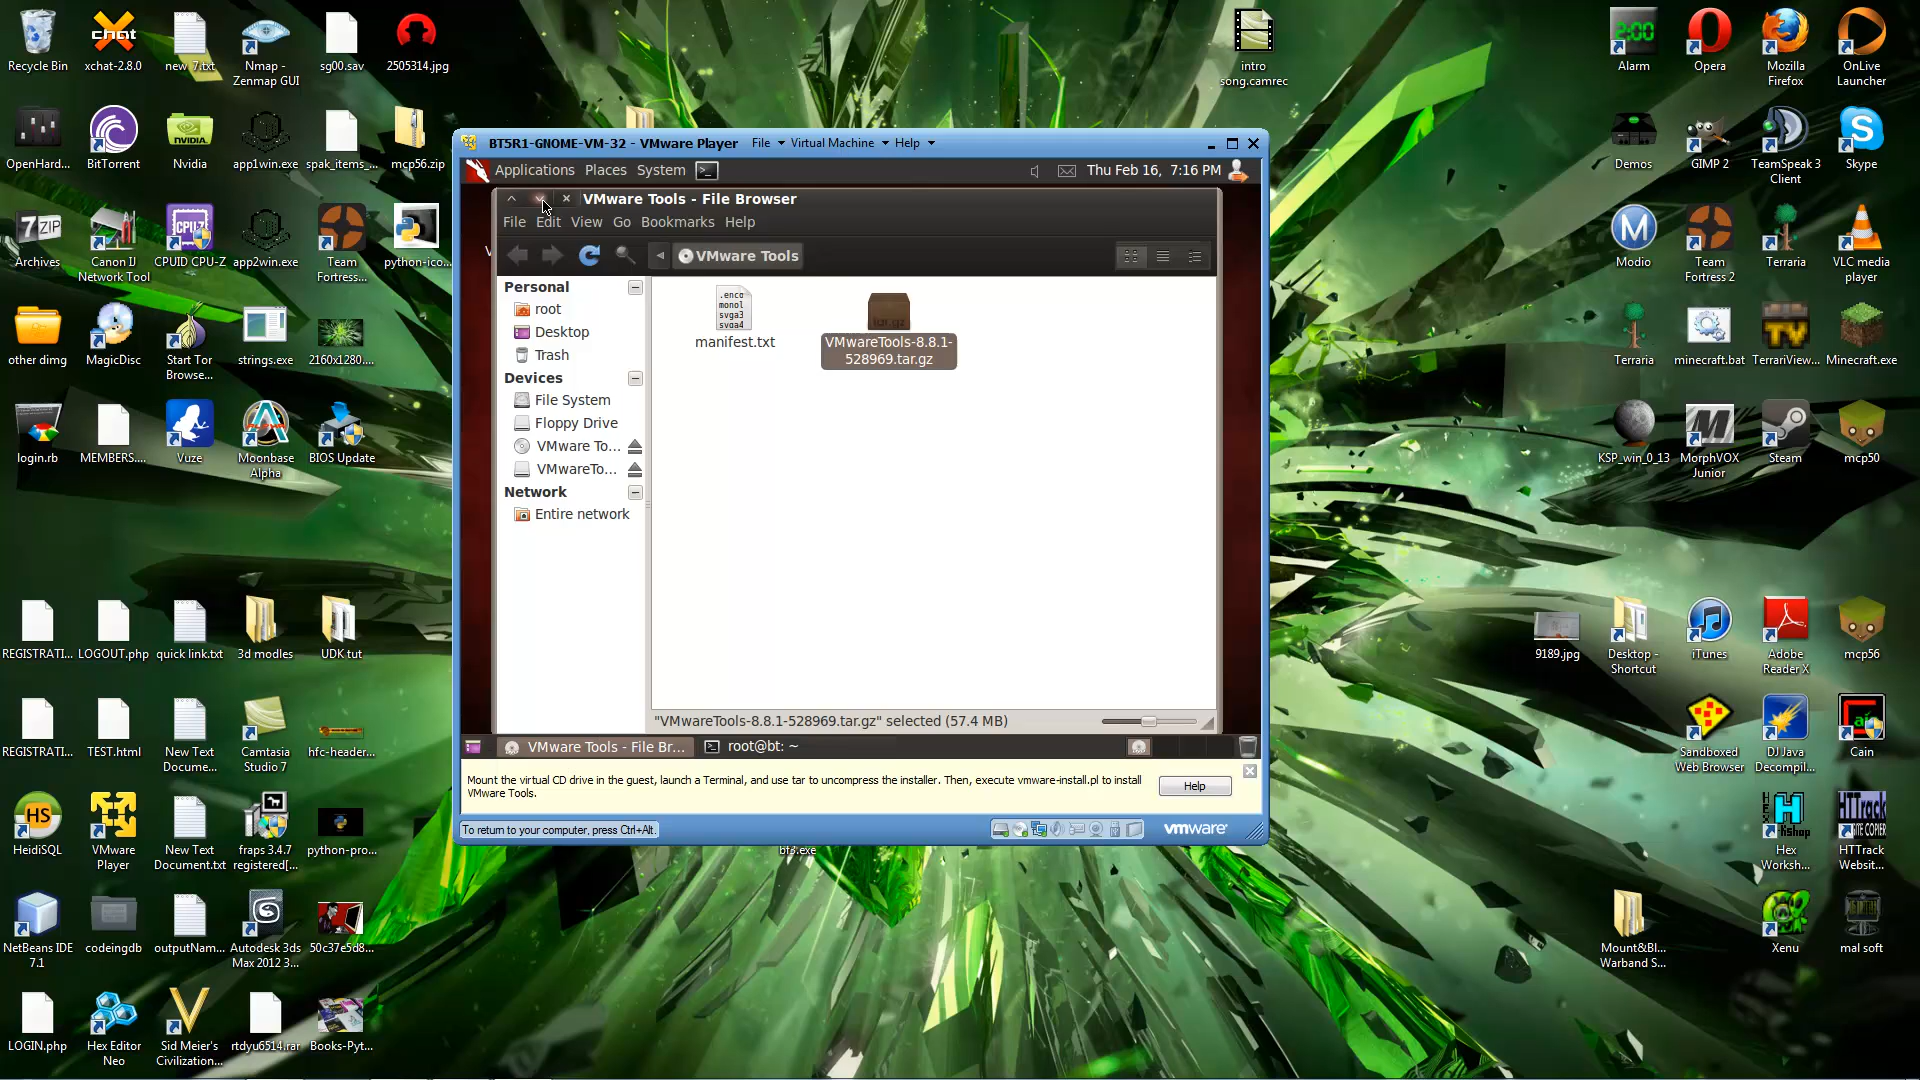 Recycle Bin
xchat-2.8.0
new 7.txt
Nmap -
Zenmap GUI
sg00.sav
2505314.jpg
intro
song.camrec
Alarm
Opera
Mozilla
Firefox
OnLive
Launcher
OpenHard...
BitTorrent
Nvidia
app1win.exe
spak_items_...
mcp56.zip
Demos
GIMP 2
TeamSpeak 3
Client
Skype
Archives
Canon IJ
Network Tool
CPUID CPU-Z
app2win.exe
Team
Fortress...
python-ico...
Modio
Team
Fortress 2
Terraria
VLC media
player
other dimg
MagicDisc
Start Tor
Browse...
strings.exe
2160x1280....
Terraria
minecraft.bat
TerrariView...
Minecraft.exe
login.rb
MEMBERS....
Vuze
Moonbase
Alpha
BIOS Update
KSP_win_0_13
MorphVOX
Junior
Steam
mcp50
REGISTRATI...
LOGOUT.php
quick link.txt
3d modles
UDK tut
9189.jpg
Desktop -
Shortcut
iTunes
Adobe
Reader X
mcp56
REGISTRATI...
TEST.html
New Text
Docume...
Camtasia
Studio 7
hfc-header...
Sandboxed
Web Browser
DJ Java
Decompil...
Cain
HeidiSQL
VMware
Player
New Text
Document.txt
fraps 3.4.7
registered[...
python-pro...
Hex
Worksh...
HTTrack
Websit...
NetBeans IDE
7.1
codeingdb
outputNam...
Autodesk 3ds
Max 2012 3...
50c37e5d8...
Mount&Bl...
Warband S...
Xenu
mal soft
LOGIN.php
Hex Editor
Neo
Sid Meier's
Civilization...
rtdyu6514.rar
Books-Pyt...
BT5R1-GNOME-VM-32 - VMware Player File Virtual Machine Help
Applications Places System Thu Feb 16, 7:16 PM
VMware Tools - File Browser
File Edit View Go Bookmarks Help
VMware Tools
Personal
root
Desktop
Trash
Devices
File System
Floppy Drive
VMware To...
VMwareTo...
Network
Entire network
manifest.txt
VMwareTools-8.8.1-
528969.tar.gz
"VMwareTools-8.8.1-528969.tar.gz" selected (57.4 MB)
VMware Tools - File Br...
root@bt: ~
Mount the virtual CD drive in the guest, launch a Terminal, and use tar to uncompress the installer. Then, execute vmware-install.pl to install
VMware Tools.
Help
To return to your computer, press Ctrl+Alt.
vmware